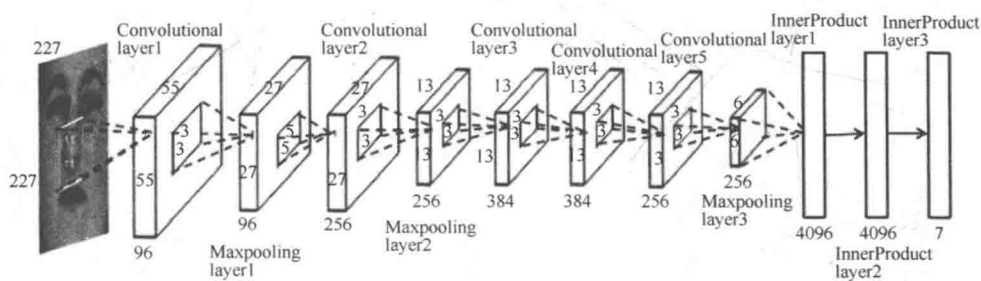 227
227
Convolutional
layer1
55
55
3
3
96
27
27
5
5
96
Maxpooling
layer1
Convolutional
layer2
27
27
3
3
256
13
13
3
3
256
Maxpooling
layer2
Convolutional
layer3
13
13
3
3
384
Convolutional
layer4
13
13
3
3
384
Convolutional
layer5
13
13
3
3
256
6
6
256
Maxpooling
layer3
InnerProduct
layer1
4096
4096
InnerProduct
layer2
InnerProduct
layer3
7